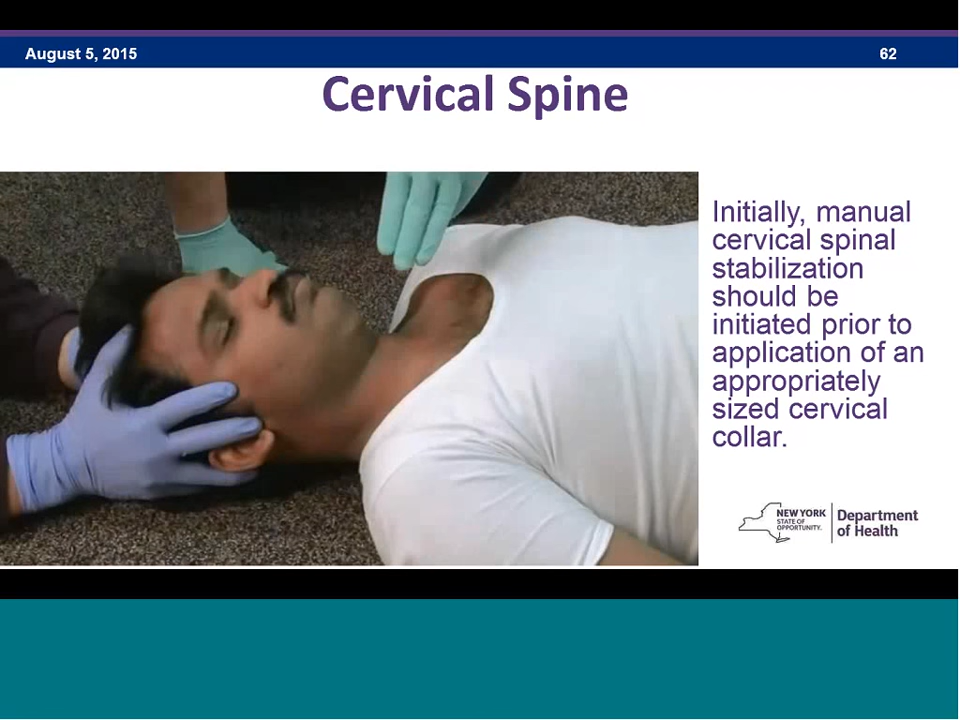 August 5, 2015
62
Cervical Spine
Initially, manual
cervical spinal
stabilization
should be
initiated prior to
application of an
appropriately
sized cervical
collar.
NEW YORK
STATE OF
OPPORTUNITY.
Department
of Health